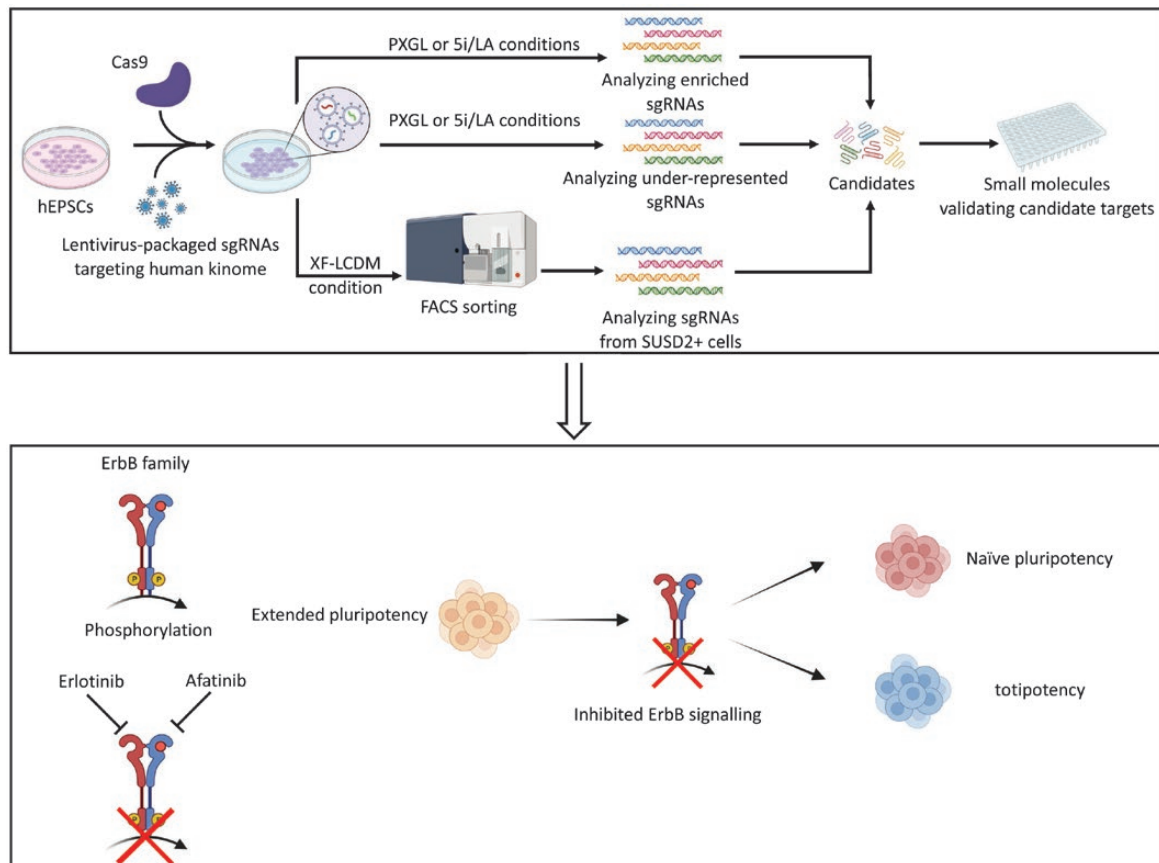 Cas9
hEPSCs
Lentivirus-packaged sgRNAs
targeting human kinome
PXGL or 5i/LA conditions
Analyzing enriched
sgRNAs
PXGL or 5i/LA conditions
Analyzing under-represented
sgRNAs
XF-LCDM
condition
FACS sorting
Analyzing sgRNAs
from SUSD2+ cells
Candidates
Small molecules
validating candidate targets
ErbB family
P
P
Phosphorylation
Erlotinib
Afatinib
Extended pluripotency
Inhibited ErbB signalling
Naïve pluripotency
totipotency